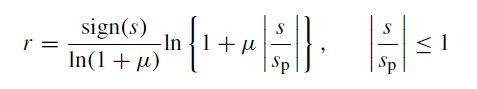 r = sign(s)/ln(1 + μ) ln {1 + μ |s/s_p|}, |s/s_p| ≤ 1